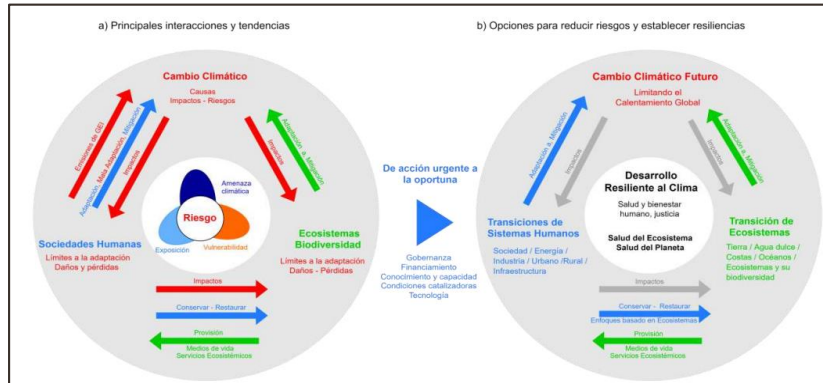 a) Principales interacciones y tendencias
Cambio Climático
Causas
Impactos - Riesgos
Emisiones de GEI
Adaptación, Mala Adaptación, Mitigación
Impactos
Impactos
Adaptación a, Mitigación
Amenaza
climática
Riesgo
Exposición
Vulnerabilidad
Sociedades Humanas
Límites a la adaptación
Daños y pérdidas
Ecosistemas
Biodiversidad
Límites a la adaptación
Daños - Pérdidas
Impactos
Conservar - Restaurar
Provisión
Medios de vida
Servicios Ecosistémicos
De acción urgente a
la oportuna
Gobernanza
Financiamiento
Conocimiento y capacidad
Condiciones catalizadoras
Tecnología
b) Opciones para reducir riesgos y establecer resiliencias
Cambio Climático Futuro
Limitando el
Calentamiento Global
Adaptación a, Mitigación
Impactos
Impactos
Adaptación a, Mitigación
Desarrollo
Resiliente al Clima
Salud y bienestar
humano, justicia
Salud del Ecosistema
Salud del Planeta
Transiciones de
Sistemas Humanos
Sociedad / Energía /
Industria / Urbano /Rural /
Infraestructura
Transición de
Ecosistemas
Tierra / Agua dulce /
Costas / Océanos /
Ecosistemas y su
biodiversidad
Impactos
Conservar - Restaurar
Enfoques basado en Ecosistemas
Provisión
Medios de vida
Servicios Ecosistémicos